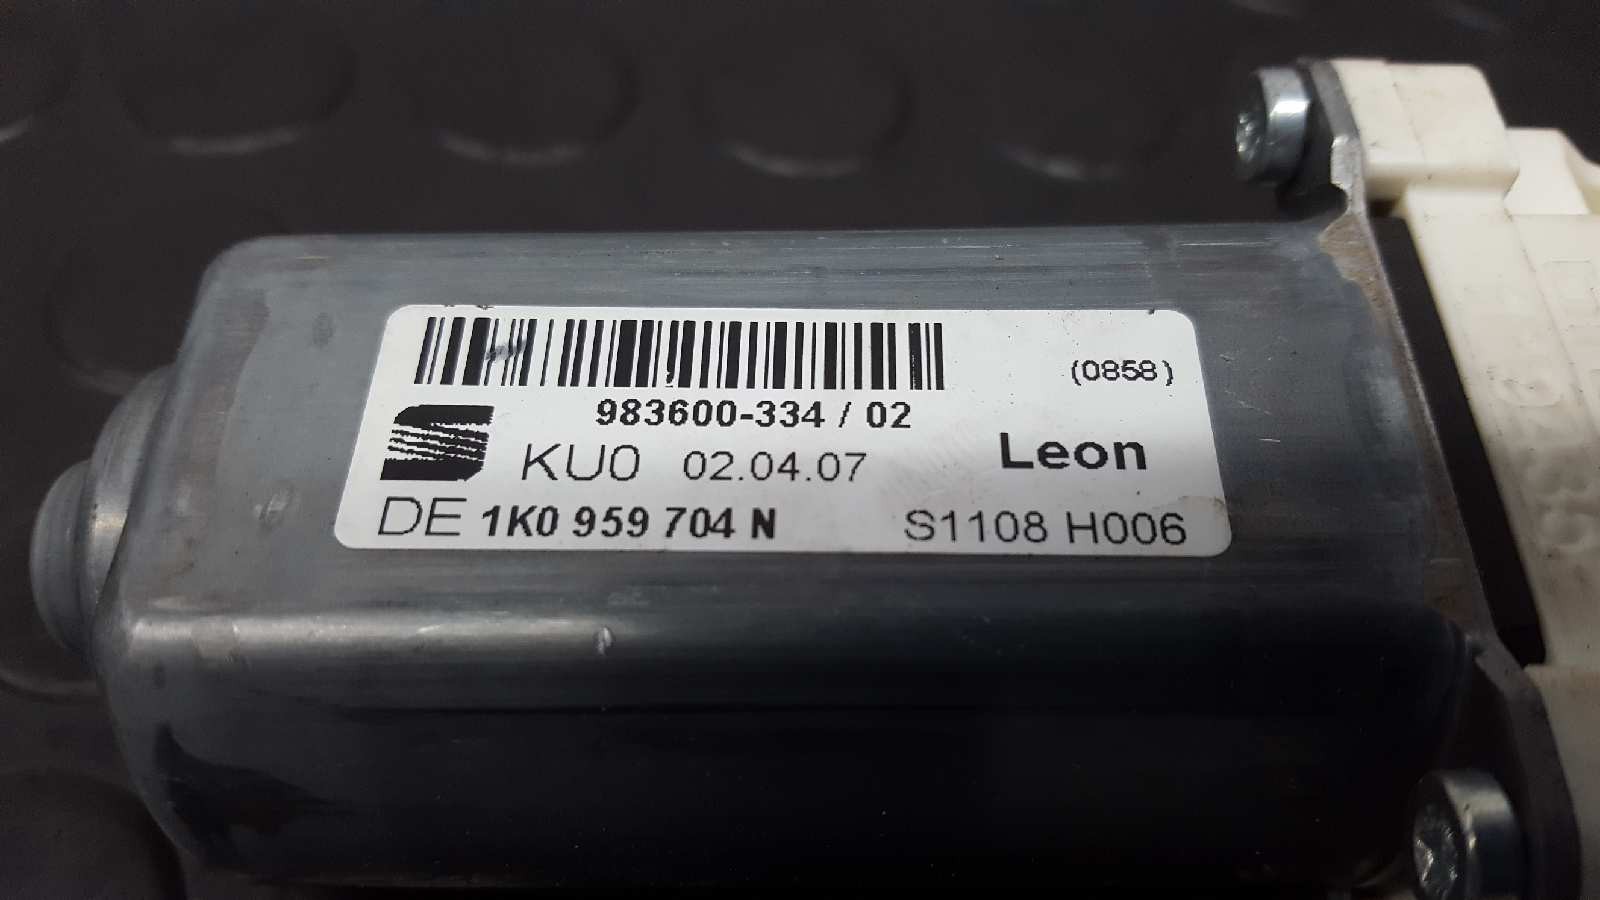 (0858)
983600-334 / 02
KU0 02.04.07 Leon
DE 1K0 959 704 N S1108 H006